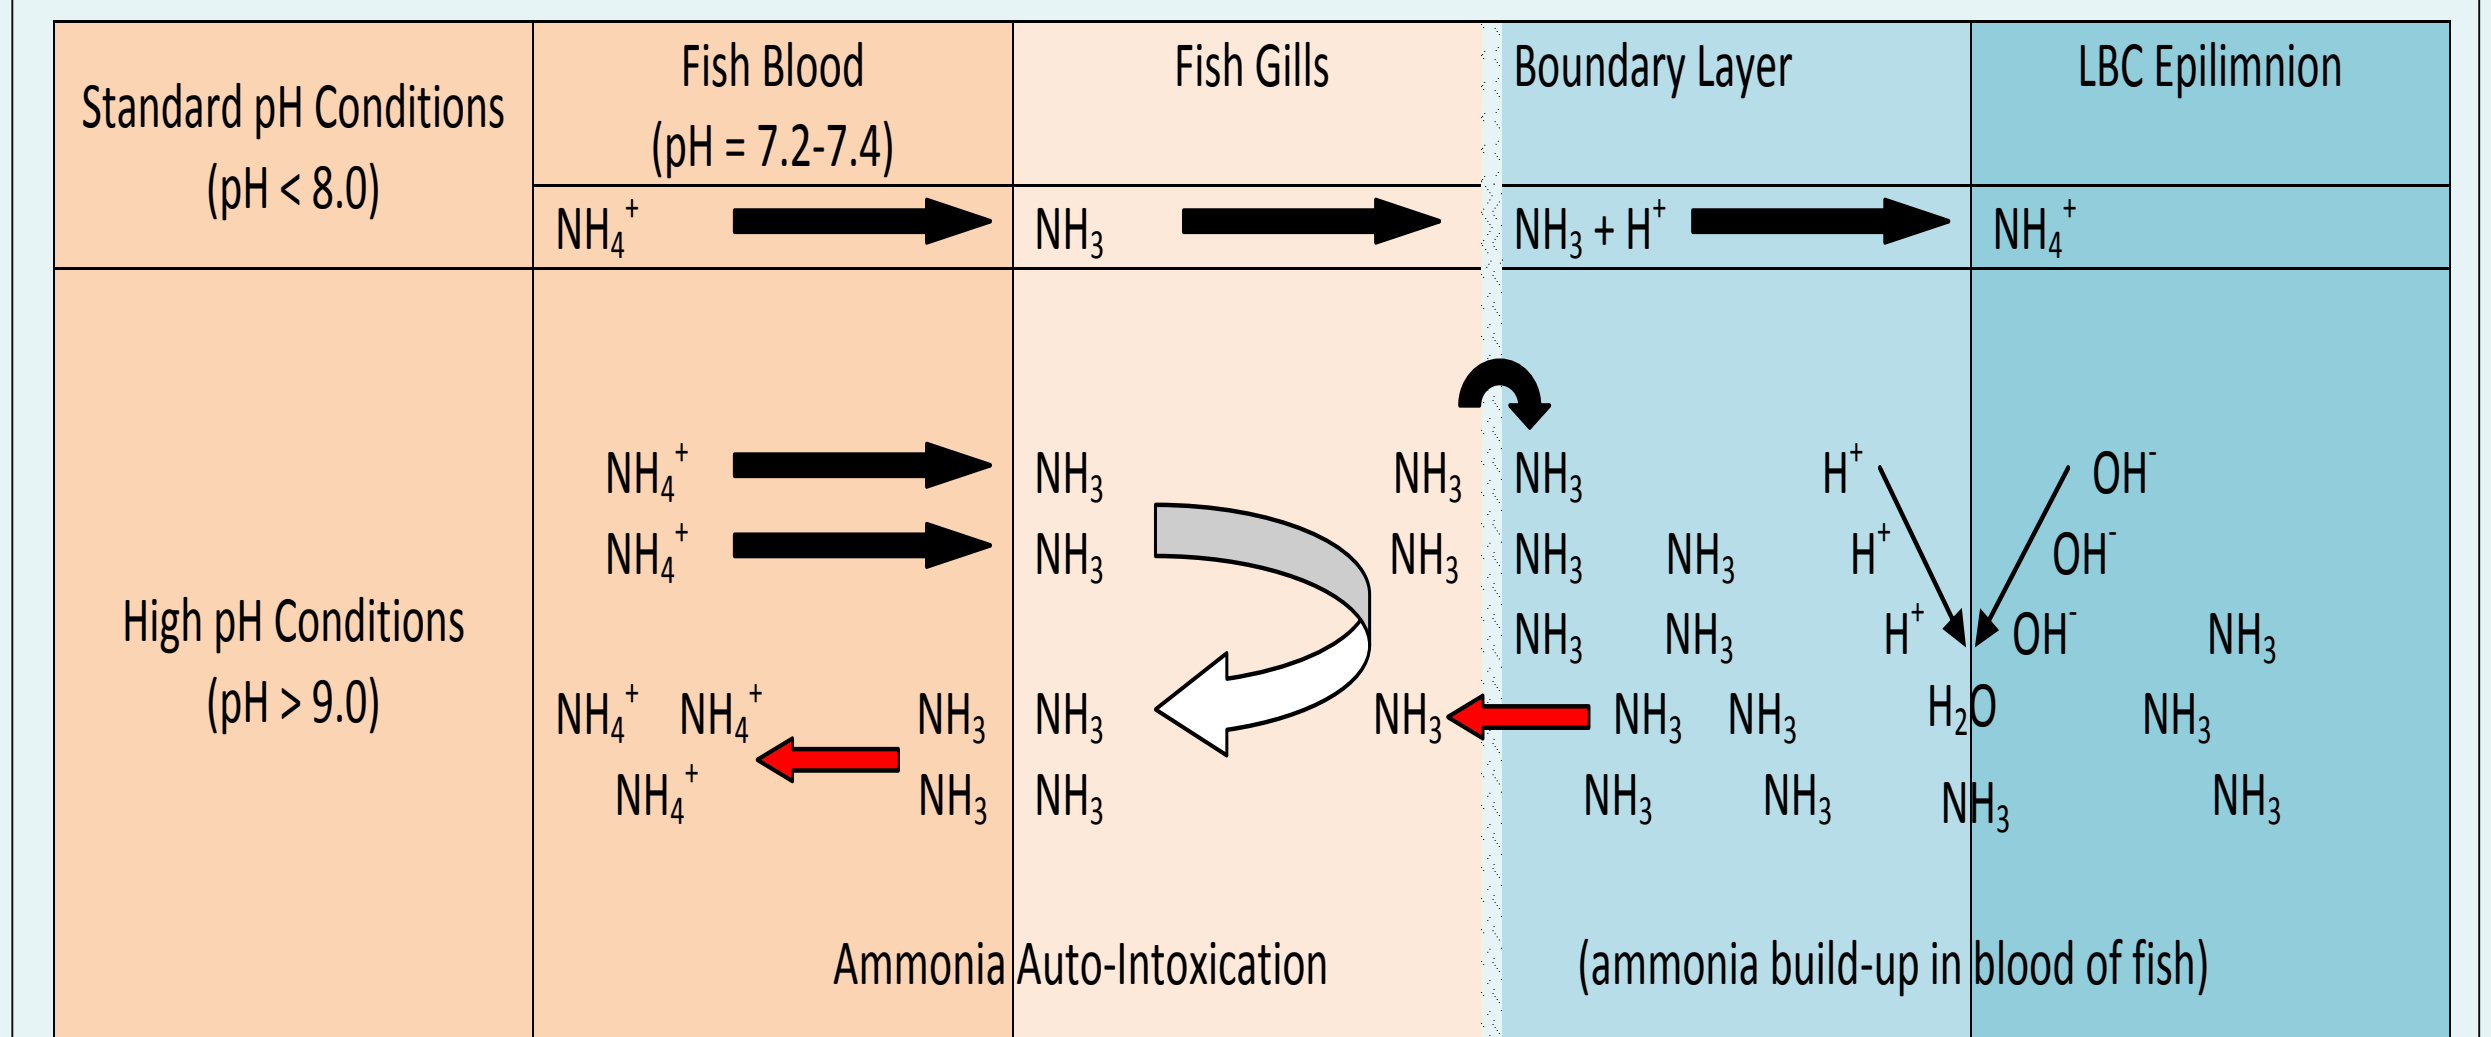 Standard pH Conditions
(pH < 8.0)
Fish Blood
(pH = 7.2-7.4)
Fish Gills
Boundary Layer
LBC Epilimnion
NH₄⁺ NH₃ NH₃ + H⁺ NH₄⁺
High pH Conditions
(pH > 9.0)
NH₄⁺ NH₃ NH₃ NH₃ H⁺ OH⁻
NH₄⁺ NH₃ NH₃ NH₃ NH₃ H⁺ OH⁻
NH₃ NH₃ H⁺ OH⁻ NH₃
NH₄⁺ NH₄⁺ NH₃ NH₃ NH₃ NH₃ NH₃ H₂O NH₃
NH₄⁺ NH₃ NH₃ NH₃ NH₃ NH₃ NH₃
Ammonia Auto-Intoxication (ammonia build-up in blood of fish)